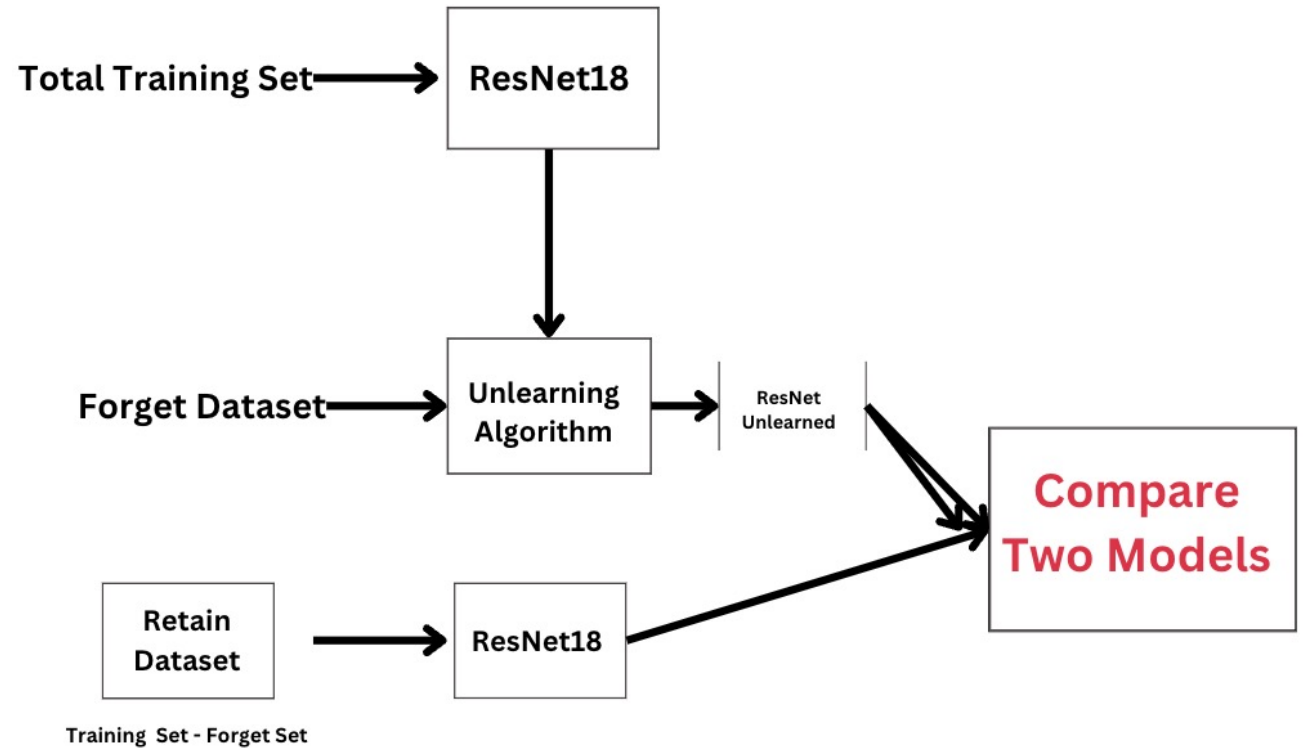 Total Training Set
ResNet18
Forget Dataset
Unlearning
Algorithm
ResNet
Unlearned
Compare
Two Models
Retain
Dataset
ResNet18
Training Set - Forget Set